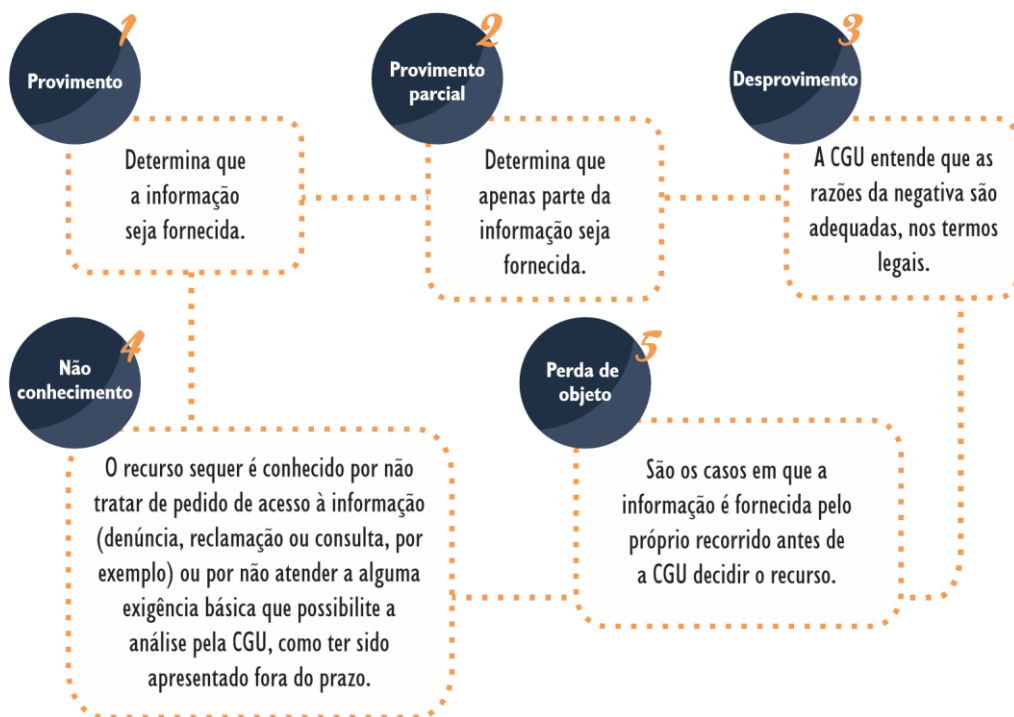 1
Provimento
Determina que
a informação
seja fornecida.
2
Provimento
parcial
Determina que
apenas parte da
informação seja
fornecida.
3
Desprovimento
A CGU entende que as
razões da negativa são
adequadas, nos termos
legais.
4
Não
conhecimento
O recurso sequer é conhecido por não
tratar de pedido de acesso à informação
(denúncia, reclamação ou consulta, por
exemplo) ou por não atender a alguma
exigência básica que possibilite a
análise pela CGU, como ter sido
apresentado fora do prazo.
5
Perda de
objeto
São os casos em que a
informação é fornecida pelo
próprio recorrido antes de
a CGU decidir o recurso.